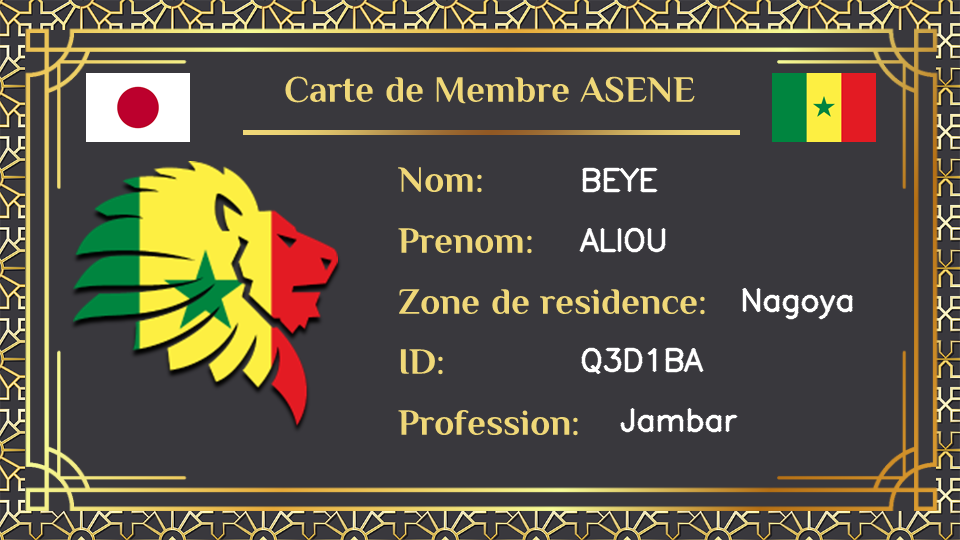 Carte de Membre ASENE
Nom: BEYE
Prenom: ALIOU
Zone de residence: Nagoya
ID: Q3D1BA
Profession: Jambar